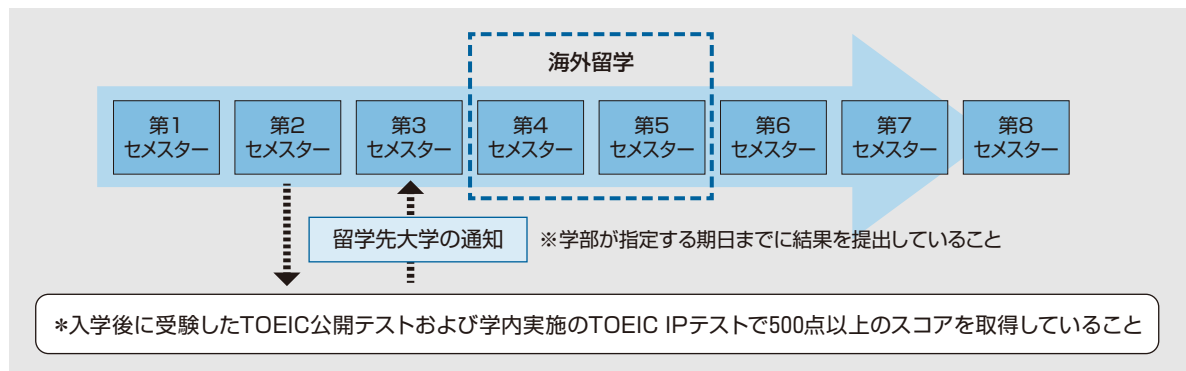 海外留学
第1
セメスター
第2
セメスター
第3
セメスター
第4
セメスター
第5
セメスター
第6
セメスター
第7
セメスター
第8
セメスター
留学先大学の通知
※学部が指定する期日までに結果を提出していること
*入学後に受験したTOEIC公開テストおよび学内実施のTOEIC IPテストで500点以上のスコアを取得していること